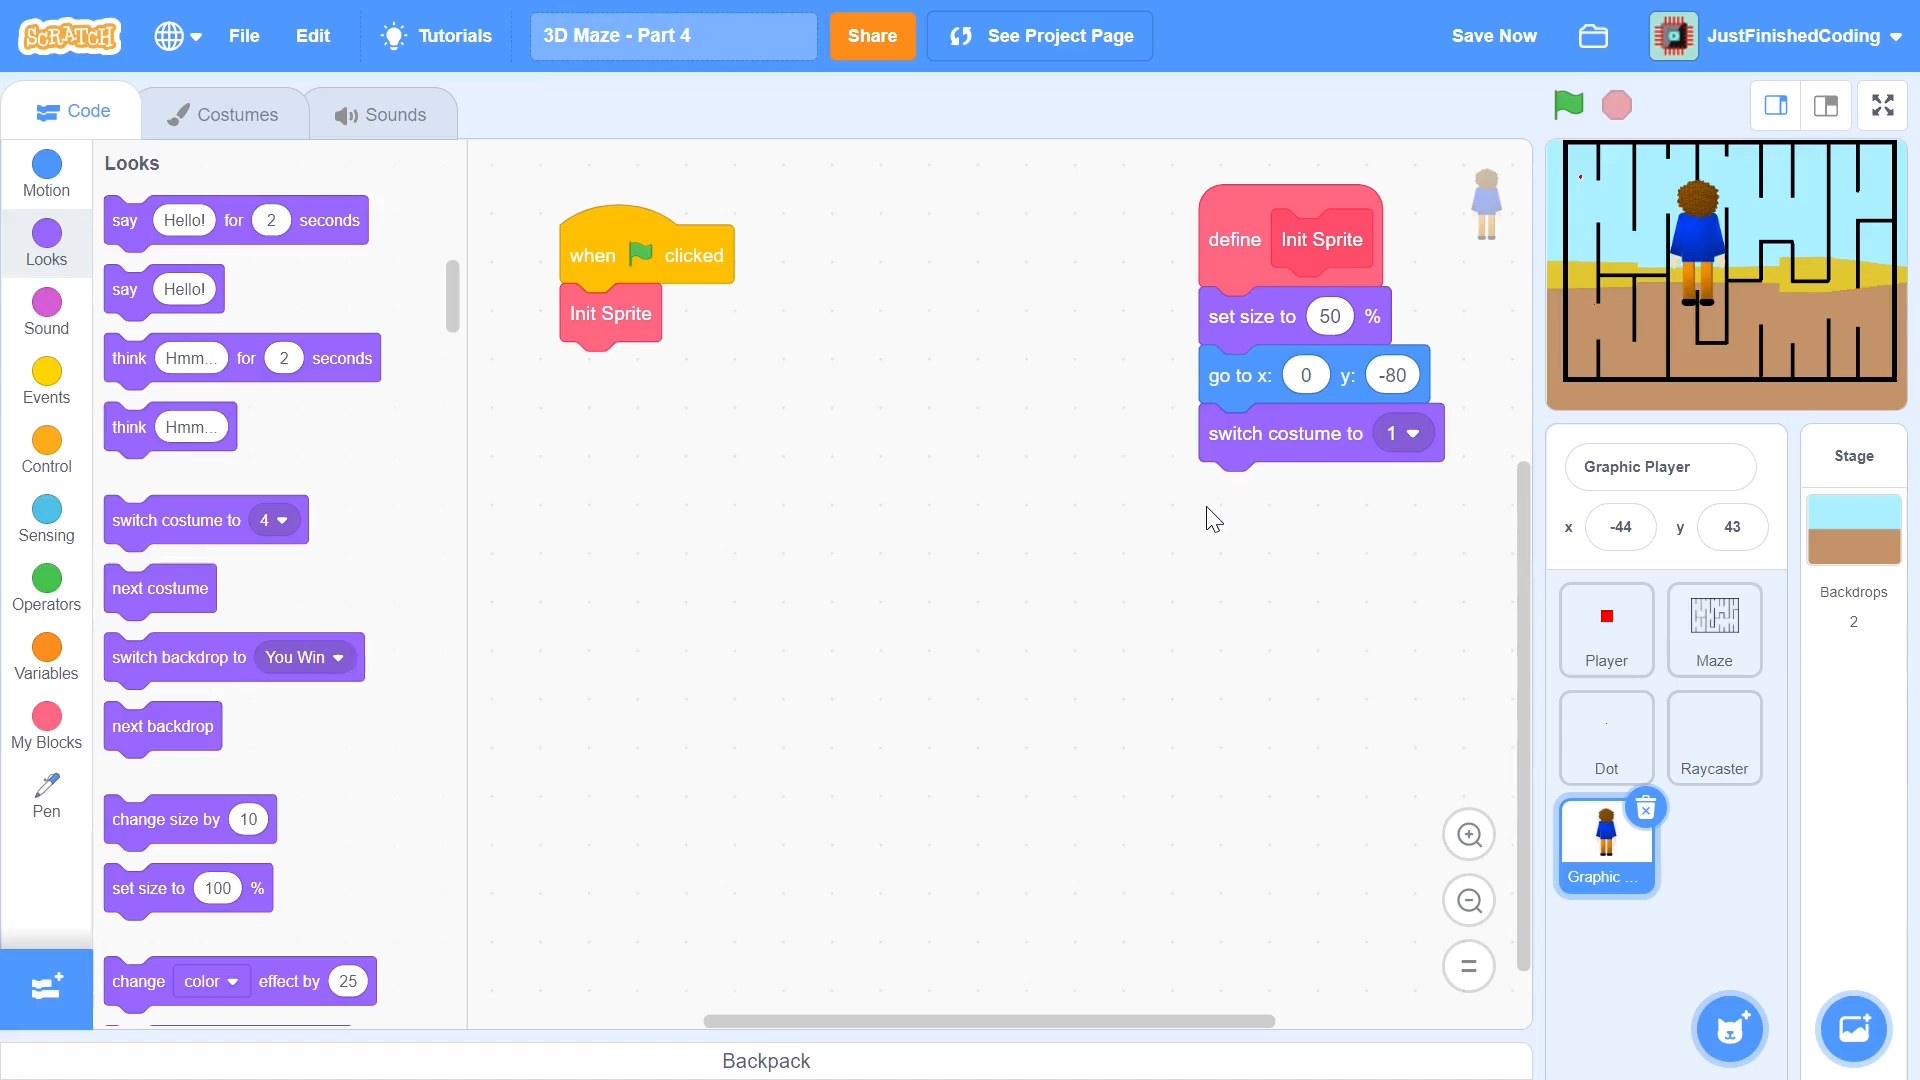 SCRATCH
File
Edit
Tutorials
3D Maze - Part 4
Share
See Project Page
Save Now
JustFinishedCoding
Code
Costumes
Sounds
Motion
Looks
Sound
Events
Control
Sensing
Operators
Variables
My Blocks
Pen
Looks
say Hello! for 2 seconds
say Hello!
think Hmm... for 2 seconds
think Hmm...
switch costume to 4
next costume
switch backdrop to You Win
next backdrop
change size by 10
set size to 100 %
change color effect by 25
when clicked
Init Sprite
define Init Sprite
set size to 50 %
go to x: 0 y: -80
switch costume to 1
Graphic Player
x -44 y 43
Player
Maze
Dot
Raycaster
Graphic ...
Stage
Backdrops
2
Backpack